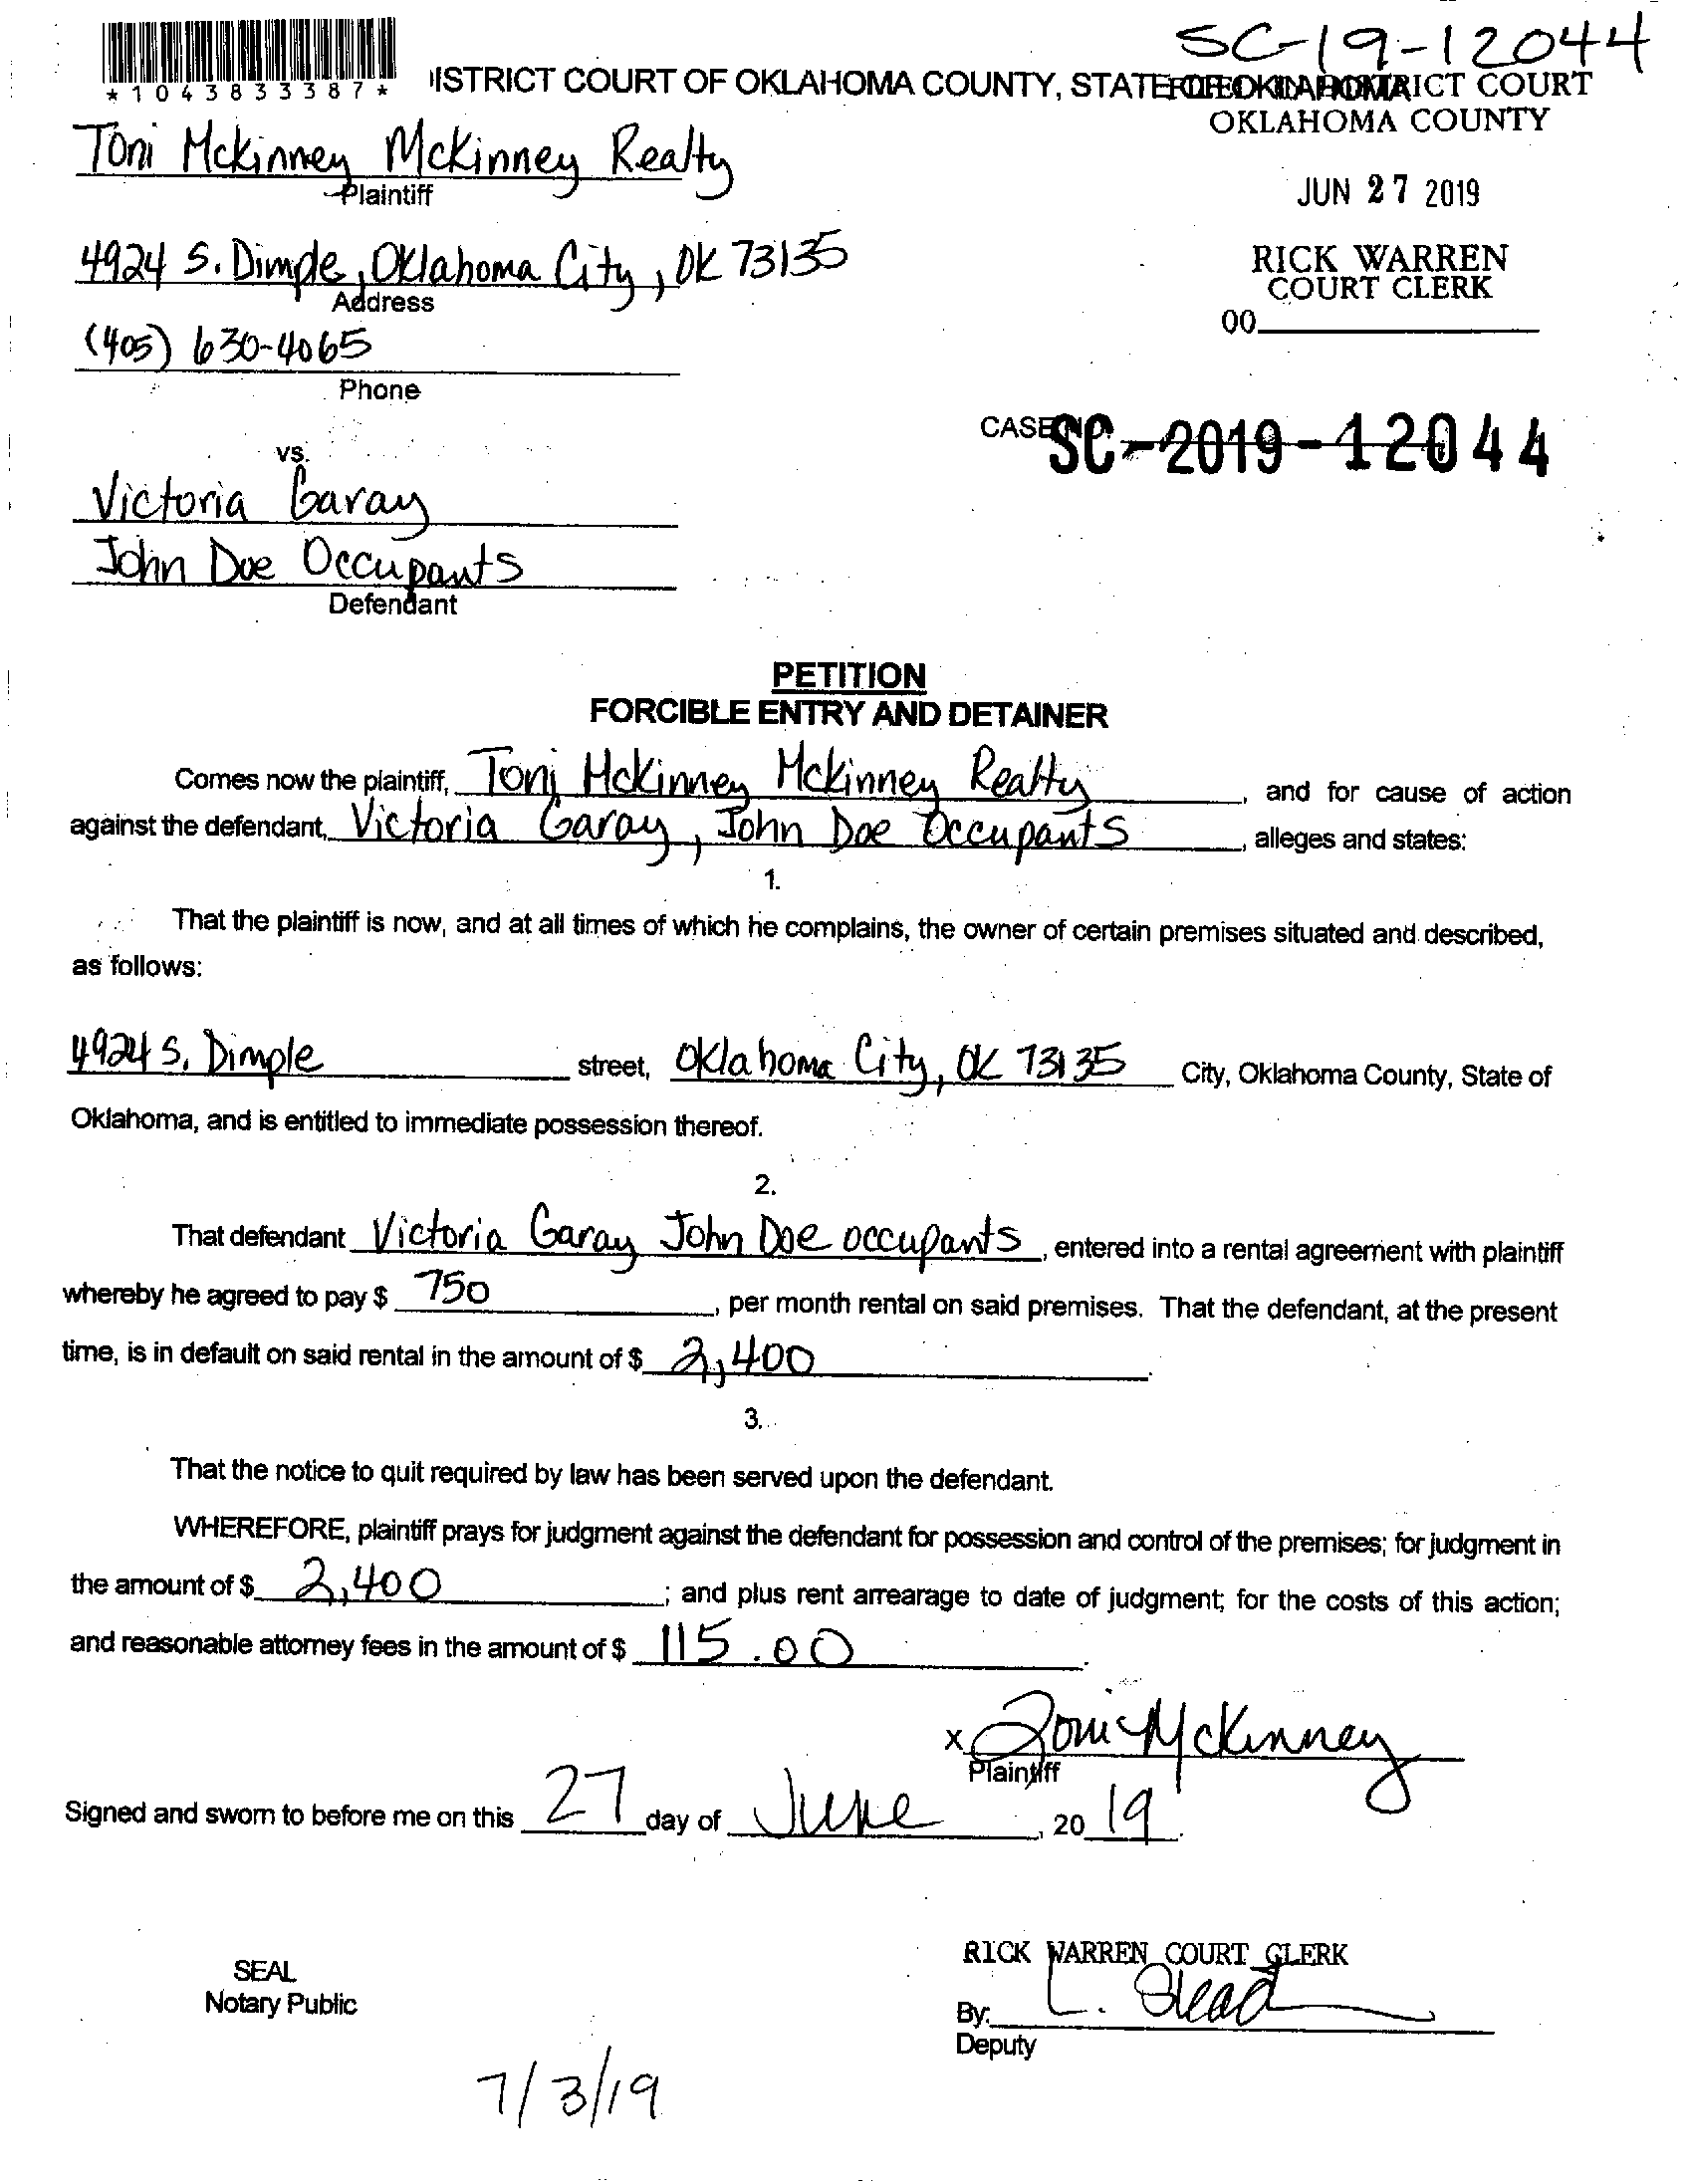 SC-19-12044
*1043833387*
ISTRICT COURT OF OKLAHOMA COUNTY, STATE OF OKLAHOMA
FILED IN DISTRICT COURT
OKLAHOMA COUNTY
Toni McKinney McKinney Realty
Plaintiff
JUN 27 2019
4924 S. Dimple, Oklahoma City, OK 73135
Address
RICK WARREN
COURT CLERK
00
(405) 630-4065
Phone
CASE NO. SC-2019-12044
vs.
Victoria Garay
John Doe Occupants
Defendant
PETITION
FORCIBLE ENTRY AND DETAINER
Comes now the plaintiff, Toni McKinney McKinney Realty, and for cause of action
against the defendant, Victoria Garay, John Doe Occupants, alleges and states:
1.
That the plaintiff is now, and at all times of which he complains, the owner of certain premises situated and described,
as follows:
4924 S. Dimple street, Oklahoma City, OK 73135 City, Oklahoma County, State of
Oklahoma, and is entitled to immediate possession thereof.
2.
That defendant Victoria Garay John Doe occupants, entered into a rental agreement with plaintiff
whereby he agreed to pay $ 750, per month rental on said premises. That the defendant, at the present
time, is in default on said rental in the amount of $ 2,400.
3.
That the notice to quit required by law has been served upon the defendant.
WHEREFORE, plaintiff prays for judgment against the defendant for possession and control of the premises; for judgment in
the amount of $ 2,400; and plus rent arrearage to date of judgment; for the costs of this action;
and reasonable attorney fees in the amount of $ 115.00.
x Toni McKinney
Plaintiff
Signed and sworn to before me on this 27 day of June, 20 19.
RICK WARREN COURT CLERK
SEAL
Notary Public
By: L.
Deputy
7/3/19